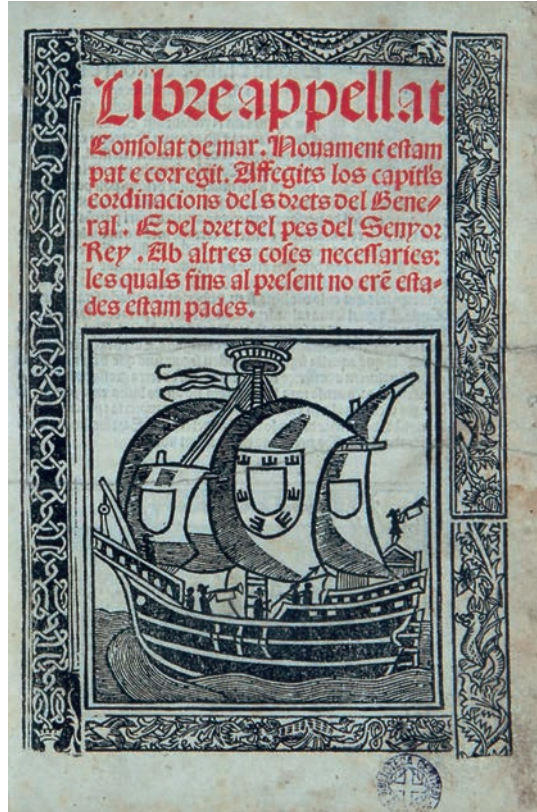 Libre appellat
Consolat de mar. Nouament estam
pat e corregit. Affegits los capitls
e ordinacions dels drets del Gene/
ral. E del dret del pes del Senyor
Rey. Ab altres coses necessaries:
les quals fins al present no erẽ esta-
des estampades.